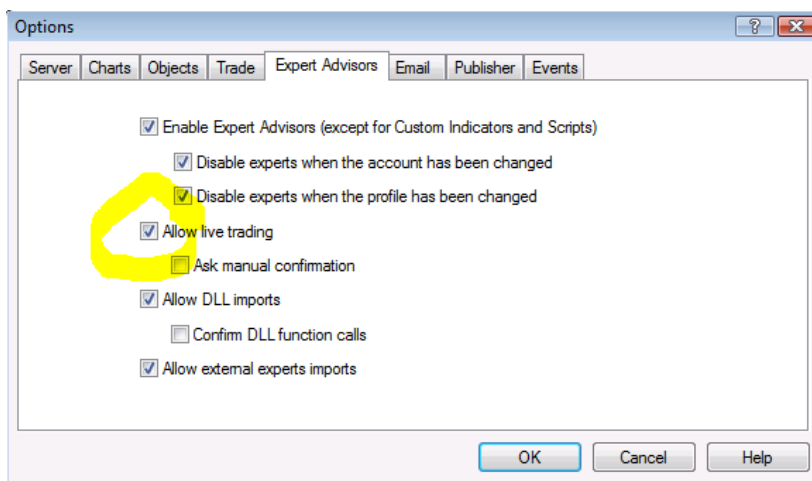 Options
Server Charts Objects Trade Expert Advisors Email Publisher Events
Enable Expert Advisors (except for Custom Indicators and Scripts)
Disable experts when the account has been changed
Disable experts when the profile has been changed
Allow live trading
Ask manual confirmation
Allow DLL imports
Confirm DLL function calls
Allow external experts imports
OK Cancel Help